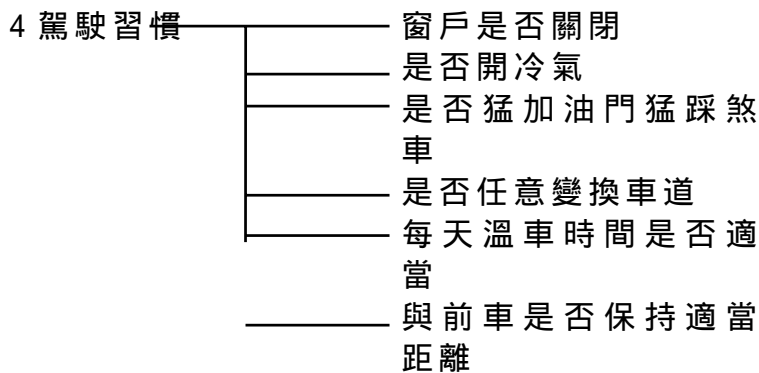 4 駕駛習慣
窗戶是否關閉
是否開冷氣
是否猛加油門猛踩煞
車
是否任意變換車道
每天溫車時間是否適
當
與前車是否保持適當
距離